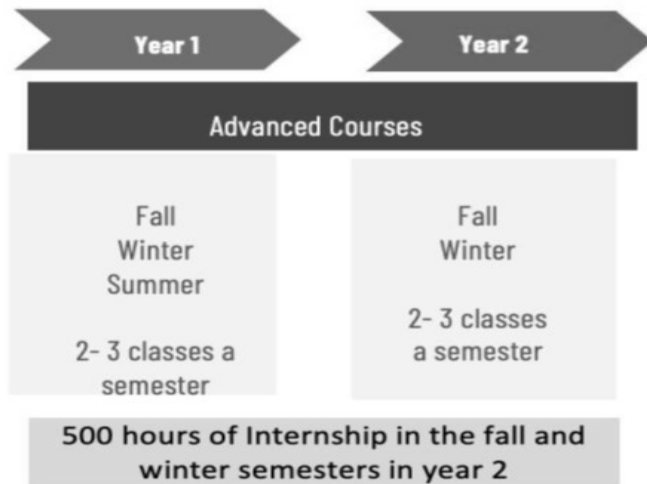 Year 1
Year 2
Advanced Courses
Fall
Winter
Summer
2- 3 classes a
semester
Fall
Winter
2- 3 classes
a semester
500 hours of Internship in the fall and
winter semesters in year 2